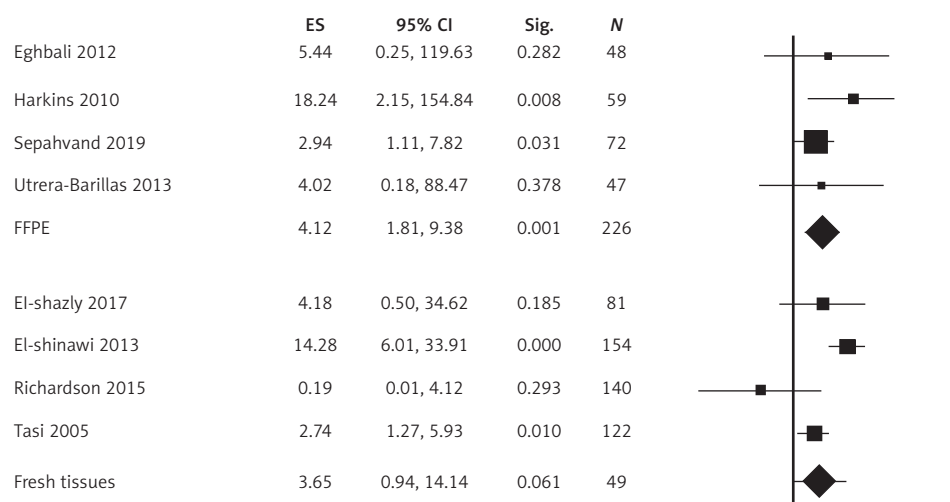 ES 95% CI Sig. N
Eghbali 2012 5.44 0.25, 119.63 0.282 48
Harkins 2010 18.24 2.15, 154.84 0.008 59
Sepahvand 2019 2.94 1.11, 7.82 0.031 72
Utrera-Barillas 2013 4.02 0.18, 88.47 0.378 47
FFPE 4.12 1.81, 9.38 0.001 226
EI-shazly 2017 4.18 0.50, 34.62 0.185 81
El-shinawi 2013 14.28 6.01, 33.91 0.000 154
Richardson 2015 0.19 0.01, 4.12 0.293 140
Tasi 2005 2.74 1.27, 5.93 0.010 122
Fresh tissues 3.65 0.94, 14.14 0.061 49